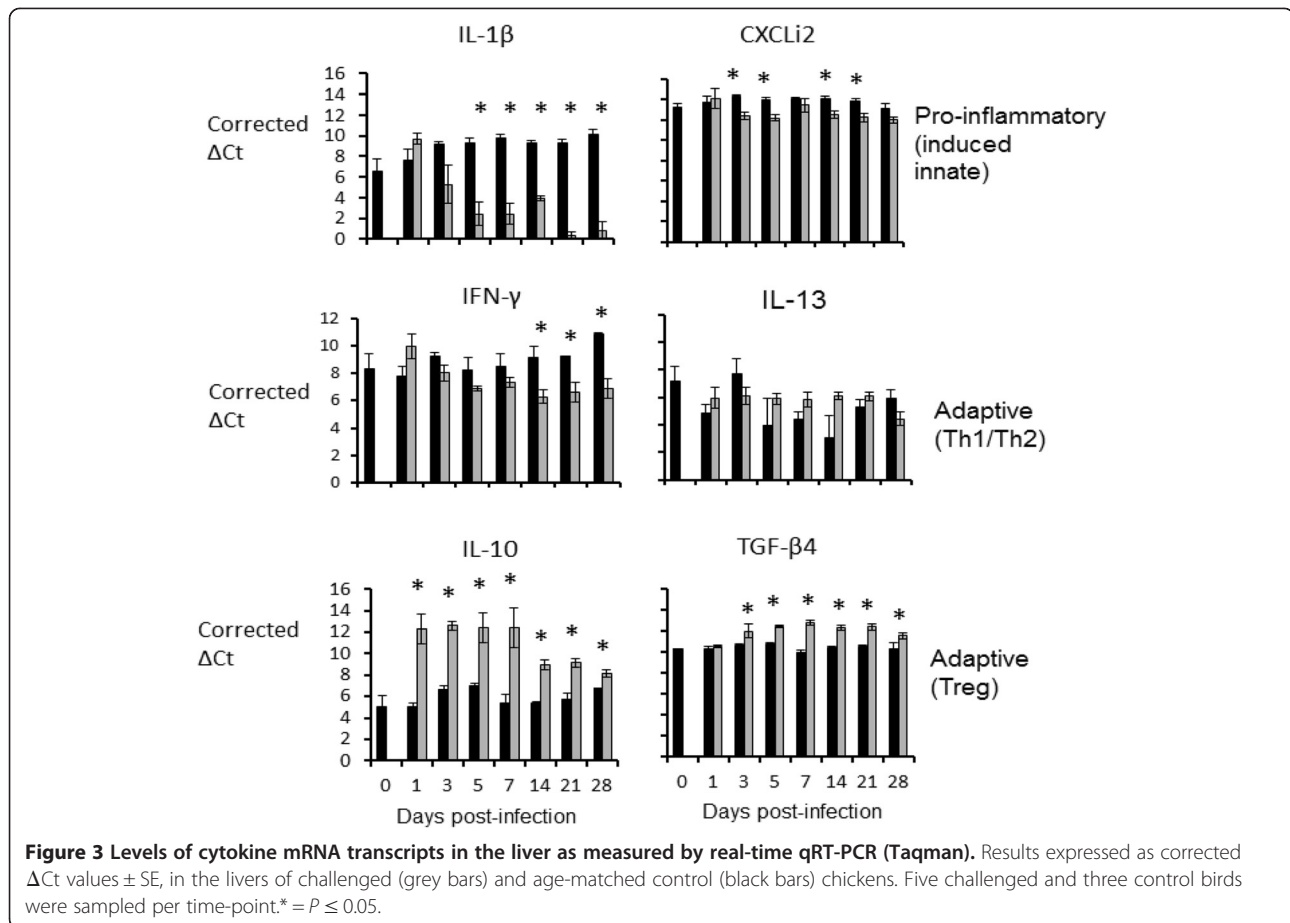 IL-1β
CXCLi2
Corrected
ΔCt
16
14
12
10
8
6
4
2
0
* * * * *
* * * *
Pro-inflammatory
(induced
innate)
IFN-γ
IL-13
Corrected
ΔCt
12
10
8
6
4
2
0
* * *
Adaptive
(Th1/Th2)
IL-10
TGF-β4
Corrected
ΔCt
16
14
12
10
8
6
4
2
0
* * * * * * *
* * * * * *
Adaptive
(Treg)
0 1 3 5 7 14 21 28
0 1 3 5 7 14 21 28
Days post-infection
Days post-infection
Figure 3 Levels of cytokine mRNA transcripts in the liver as measured by real-time qRT-PCR (Taqman). Results expressed as corrected
ΔCt values ± SE, in the livers of challenged (grey bars) and age-matched control (black bars) chickens. Five challenged and three control birds
were sampled per time-point.* = P ≤ 0.05.